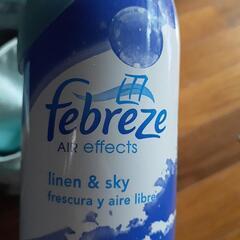 febreze
AIR effects
linen & sky
frescura y aire libre